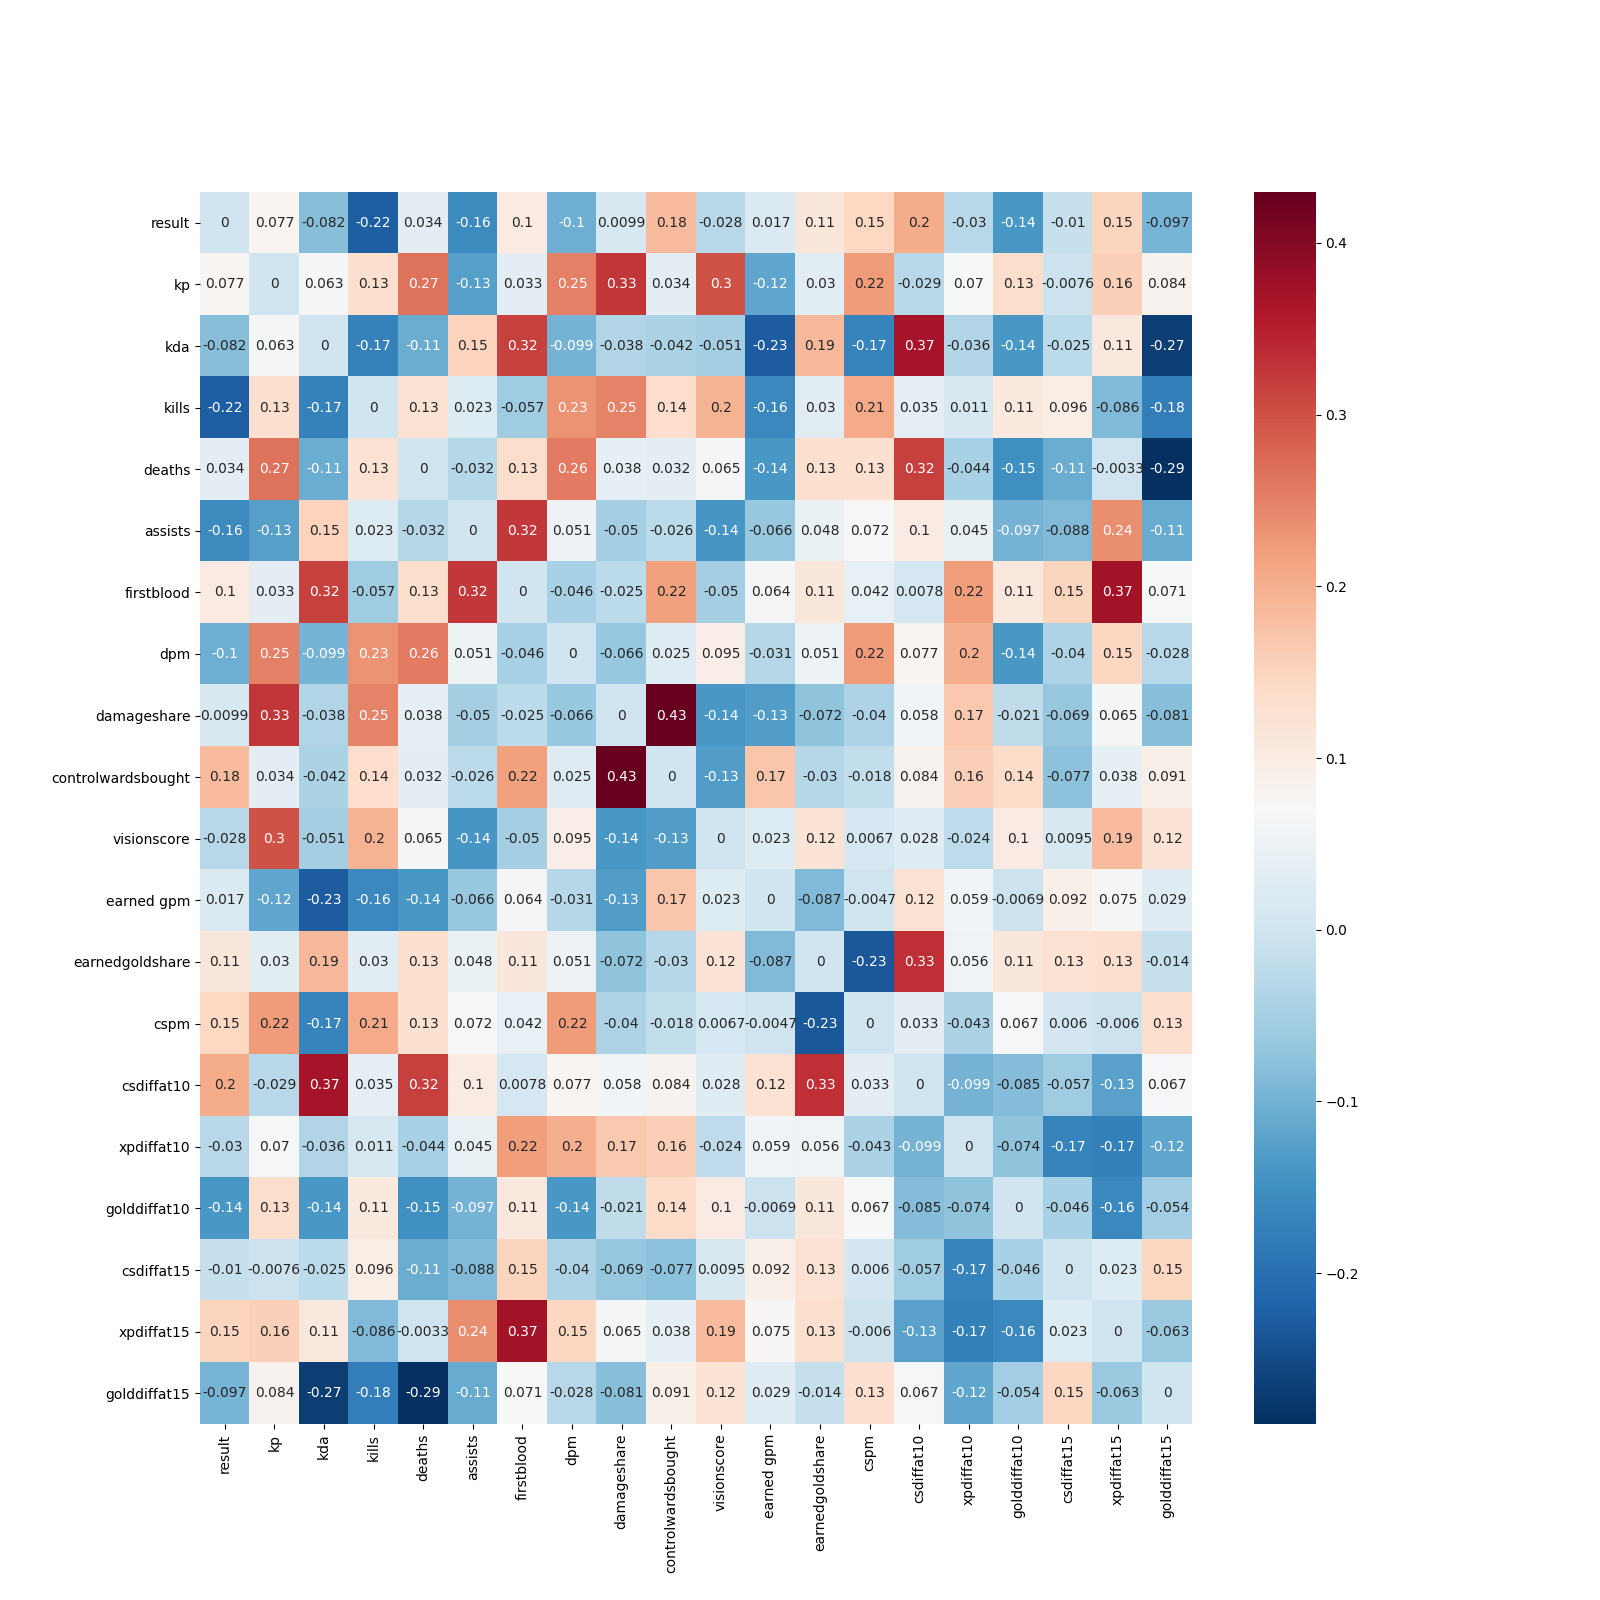 result 0 0.077 -0.082 -0.22 0.034 -0.16 0.1 -0.1 0.0099 0.18 -0.028 0.017 0.11 0.15 0.2 -0.03 -0.14 -0.01 0.15 -0.097
kp 0.077 0 0.063 0.13 0.27 -0.13 0.033 0.25 0.33 0.034 0.3 -0.12 0.03 0.22 -0.029 0.07 0.13 -0.0076 0.16 0.084
kda -0.082 0.063 0 -0.17 -0.11 0.15 0.32 -0.099 -0.038 -0.042 -0.051 -0.23 0.19 -0.17 0.37 -0.036 -0.14 -0.025 0.11 -0.27
kills -0.22 0.13 -0.17 0 0.13 0.023 -0.057 0.23 0.25 0.14 0.2 -0.16 0.03 0.21 0.035 0.011 0.11 0.096 -0.086 -0.18
deaths 0.034 0.27 -0.11 0.13 0 -0.032 0.13 0.26 0.038 0.032 0.065 -0.14 0.13 0.13 0.32 -0.044 -0.15 -0.11 -0.0033 -0.29
assists -0.16 -0.13 0.15 0.023 -0.032 0 0.32 0.051 -0.05 -0.026 -0.14 -0.066 0.048 0.072 0.1 0.045 -0.097 -0.088 0.24 -0.11
firstblood 0.1 0.033 0.32 -0.057 0.13 0.32 0 -0.046 -0.025 0.22 -0.05 0.064 0.11 0.042 0.0078 0.22 0.11 0.15 0.37 0.071
dpm -0.1 0.25 -0.099 0.23 0.26 0.051 -0.046 0 -0.066 0.025 0.095 -0.031 0.051 0.22 0.077 0.2 -0.14 -0.04 0.15 -0.028
damageshare 0.0099 0.33 -0.038 0.25 0.038 -0.05 -0.025 -0.066 0 0.43 -0.14 -0.13 -0.072 -0.04 0.058 0.17 -0.021 -0.069 0.065 -0.081
controlwardsbought 0.18 0.034 -0.042 0.14 0.032 -0.026 0.22 0.025 0.43 0 -0.13 0.17 -0.03 -0.018 0.084 0.16 0.14 -0.077 0.038 0.091
visionscore -0.028 0.3 -0.051 0.2 0.065 -0.14 -0.05 0.095 -0.14 -0.13 0 0.023 0.12 0.0067 0.028 -0.024 0.1 0.0095 0.19 0.12
earned gpm 0.017 -0.12 -0.23 -0.16 -0.14 -0.066 0.064 -0.031 -0.13 0.17 0.023 0 -0.087 -0.0047 0.12 0.059 -0.0069 0.092 0.075 0.029
earnedgoldshare 0.11 0.03 0.19 0.03 0.13 0.048 0.11 0.051 -0.072 -0.03 0.12 -0.087 0 -0.23 0.33 0.056 0.11 0.13 0.13 -0.014
cspm 0.15 0.22 -0.17 0.21 0.13 0.072 0.042 0.22 -0.04 -0.018 0.0067 -0.0047 -0.23 0 0.033 -0.043 0.067 0.006 -0.006 0.13
csdiffat10 0.2 -0.029 0.37 0.035 0.32 0.1 0.0078 0.077 0.058 0.084 0.028 0.12 0.33 0.033 0 -0.099 -0.085 -0.057 -0.13 0.067
xpdiffat10 -0.03 0.07 -0.036 0.011 -0.044 0.045 0.22 0.2 0.17 0.16 -0.024 0.059 0.056 -0.043 -0.099 0 -0.074 -0.17 -0.17 -0.12
golddiffat10 -0.14 0.13 -0.14 0.11 -0.15 -0.097 0.11 -0.14 -0.021 0.14 0.1 -0.0069 0.11 0.067 -0.085 -0.074 0 -0.046 -0.16 -0.054
csdiffat15 -0.01 -0.0076 -0.025 0.096 -0.11 -0.088 0.15 -0.04 -0.069 -0.077 0.0095 0.092 0.13 0.006 -0.057 -0.17 -0.046 0 0.023 0.15
xpdiffat15 0.15 0.16 0.11 -0.086 -0.0033 0.24 0.37 0.15 0.065 0.038 0.19 0.075 0.13 -0.006 -0.13 -0.17 -0.16 0.023 0 -0.063
golddiffat15 -0.097 0.084 -0.27 -0.18 -0.29 -0.11 0.071 -0.028 -0.081 0.091 0.12 0.029 -0.014 0.13 0.067 -0.12 -0.054 0.15 -0.063 0
result
kp
kda
kills
deaths
assists
firstblood
dpm
damageshare
controlwardsbought
visionscore
earned gpm
earnedgoldshare
cspm
csdiffat10
xpdiffat10
golddiffat10
csdiffat15
xpdiffat15
golddiffat15
0.4
0.3
0.2
0.1
0.0
−0.1
−0.2